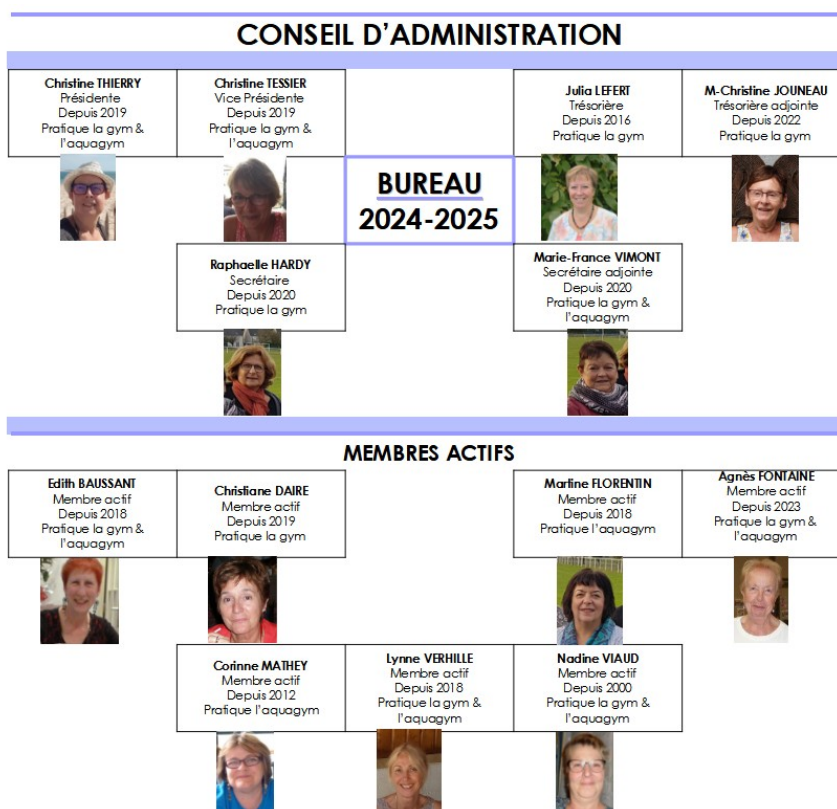 CONSEIL D'ADMINISTRATION
Christine THIERRY
Présidente
Depuis 2019
Pratique la gym &
l'aquagym
Christine TESSIER
Vice Présidente
Depuis 2019
Pratique la gym &
l'aquagym
BUREAU
2024-2025
Julia LEFERT
Trésorière
Depuis 2016
Pratique la gym
M-Christine JOUNEAU
Trésorière adjointe
Depuis 2022
Pratique la gym
Raphaelle HARDY
Secrétaire
Depuis 2020
Pratique la gym
Marie-France VIMONT
Secrétaire adjointe
Depuis 2020
Pratique la gym &
l'aquagym
MEMBRES ACTIFS
Edith BAUSSANT
Membre actif
Depuis 2018
Pratique la gym &
l'aquagym
Christiane DAIRE
Membre actif
Depuis 2019
Pratique la gym
Martine FLORENTIN
Membre actif
Depuis 2018
Pratique l'aquagym
Agnès FONTAINE
Membre actif
Depuis 2023
Pratique la gym &
l'aquagym
Corinne MATHEY
Membre actif
Depuis 2012
Pratique l'aquagym
Lynne VERHILLE
Membre actif
Depuis 2018
Pratique la gym &
l'aquagym
Nadine VIAUD
Membre actif
Depuis 2000
Pratique la gym &
l'aquagym